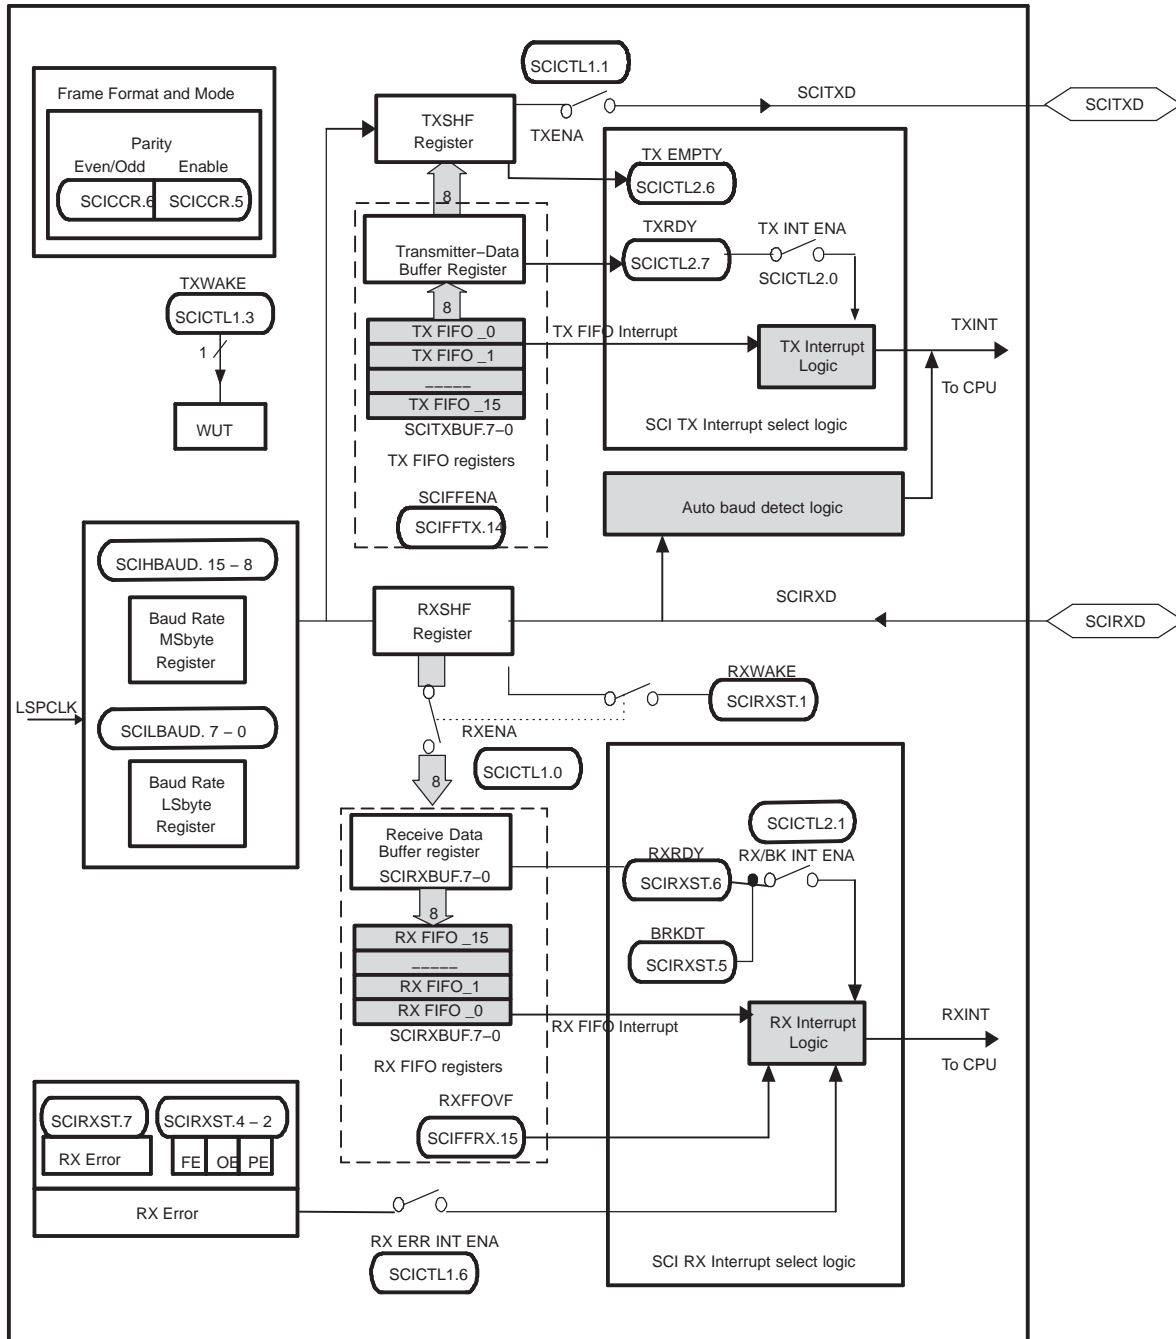 SCICTL1.1
Frame Format and Mode
Parity
Even/Odd Enable
SCICCR.6 SCICCR.5
TXSHF
Register
TXENA
SCITXD
SCITXD
TX EMPTY
SCICTL2.6
8
Transmitter–Data
Buffer Register
TXRDY
SCICTL2.7
TX INT ENA
SCICTL2.0
TXWAKE
SCICTL1.3
1
WUT
8
TX FIFO _0
TX FIFO _1
_____
TX FIFO _15
SCITXBUF.7–0
TX FIFO registers
SCIFFENA
SCIFFTX.14
TX FIFO Interrupt
TX Interrupt
Logic
TXINT
To CPU
SCI TX Interrupt select logic
Auto baud detect logic
SCIHBAUD. 15 – 8
Baud Rate
MSbyte
Register
LSPCLK
SCILBAUD. 7 – 0
Baud Rate
LSbyte
Register
RXSHF
Register
SCIRXD
SCIRXD
RXWAKE
SCIRXST.1
RXENA
SCICTL1.0
8
Receive Data
Buffer register
SCIRXBUF.7–0
8
RX FIFO _15
_____
RX FIFO_1
RX FIFO _0
SCIRXBUF.7–0
RX FIFO registers
SCICTL2.1
RXRDY
SCIRXST.6
RX/BK INT ENA
BRKDT
SCIRXST.5
RX FIFO Interrupt
RX Interrupt
Logic
RXINT
To CPU
RXFFOVF
SCIFFRX.15
SCIRXST.7
SCIRXST.4 – 2
RX Error
FE OE PE
RX Error
RX ERR INT ENA
SCICTL1.6
SCI RX Interrupt select logic